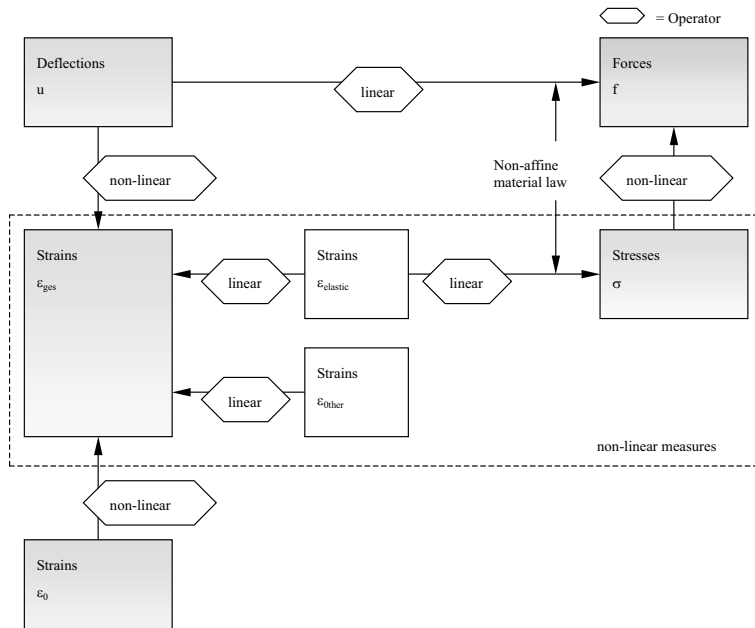 = Operator
Deflections
u
linear
Forces
f
non-linear
Non-affine
material law
non-linear
Strains
εges
linear
Strains
εelastic
linear
Stresses
σ
linear
Strains
ε0ther
non-linear measures
non-linear
Strains
ε0